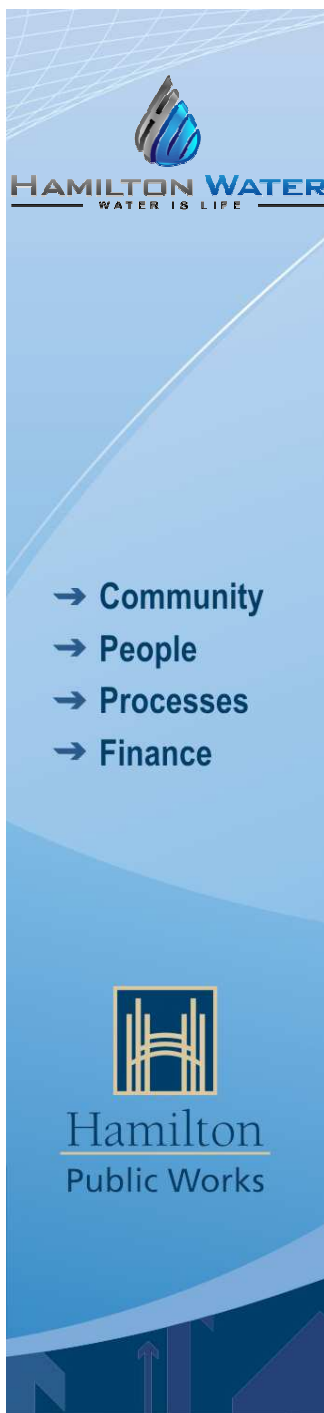 HAMILTON WATER
WATER IS LIFE
→ Community
→ People
→ Processes
→ Finance
Hamilton
Public Works